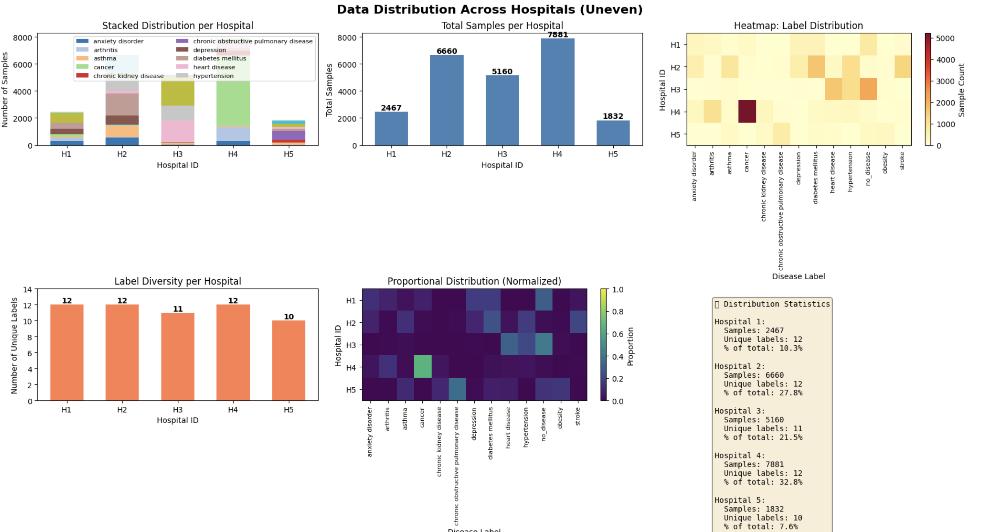 Data Distribution Across Hospitals (Uneven)
Stacked Distribution per Hospital
Number of Samples
8000
6000
4000
2000
0
anxiety disorder
arthritis
asthma
cancer
chronic kidney disease
chronic obstructive pulmonary disease
depression
diabetes mellitus
heart disease
hypertension
H1 H2 H3 H4 H5
Hospital ID
Total Samples per Hospital
Total Samples
8000
6000
4000
2000
0
2467
6660
5160
7881
1832
H1 H2 H3 H4 H5
Hospital ID
Heatmap: Label Distribution
Hospital ID
H1
H2
H3
H4
H5
anxiety disorder
arthritis
asthma
cancer
chronic kidney disease
chronic obstructive pulmonary disease
depression
diabetes mellitus
heart disease
hypertension
no_disease
obesity
stroke
Disease Label
5000
4000
3000
2000
1000
0
Sample Count
Label Diversity per Hospital
Number of Unique Labels
14
12
10
8
6
4
2
0
12
12
11
12
10
H1 H2 H3 H4 H5
Hospital ID
Proportional Distribution (Normalized)
Hospital ID
H1
H2
H3
H4
H5
anxiety disorder
arthritis
asthma
cancer
chronic kidney disease
chronic obstructive pulmonary disease
depression
diabetes mellitus
heart disease
hypertension
no_disease
obesity
stroke
Disease Label
1.0
0.8
0.6
0.4
0.2
0.0
Proportion
Distribution Statistics
Hospital 1:
Samples: 2467
Unique labels: 12
% of total: 10.3%
Hospital 2:
Samples: 6660
Unique labels: 12
% of total: 27.8%
Hospital 3:
Samples: 5160
Unique labels: 11
% of total: 21.5%
Hospital 4:
Samples: 7881
Unique labels: 12
% of total: 32.8%
Hospital 5:
Samples: 1832
Unique labels: 10
% of total: 7.6%